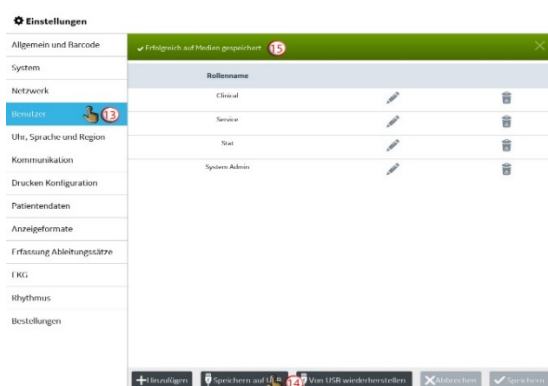 Einstellungen
Allgemein und Barcode
Erfolgreich auf Medien gespeichert
15
System
Rollenname
Netzwerk
Clinical
Benutzer
13
Service
Uhr, Sprache und Region
Stat
Kommunikation
System Admin
Drucken Konfiguration
Patientendaten
Anzeigeformate
Erfassung Ableitungssätze
EKG
Rhythmus
Bestellungen
Hinzufügen
Speichern auf
14
Von USB wiederherstellen
Abbrechen
Speichern